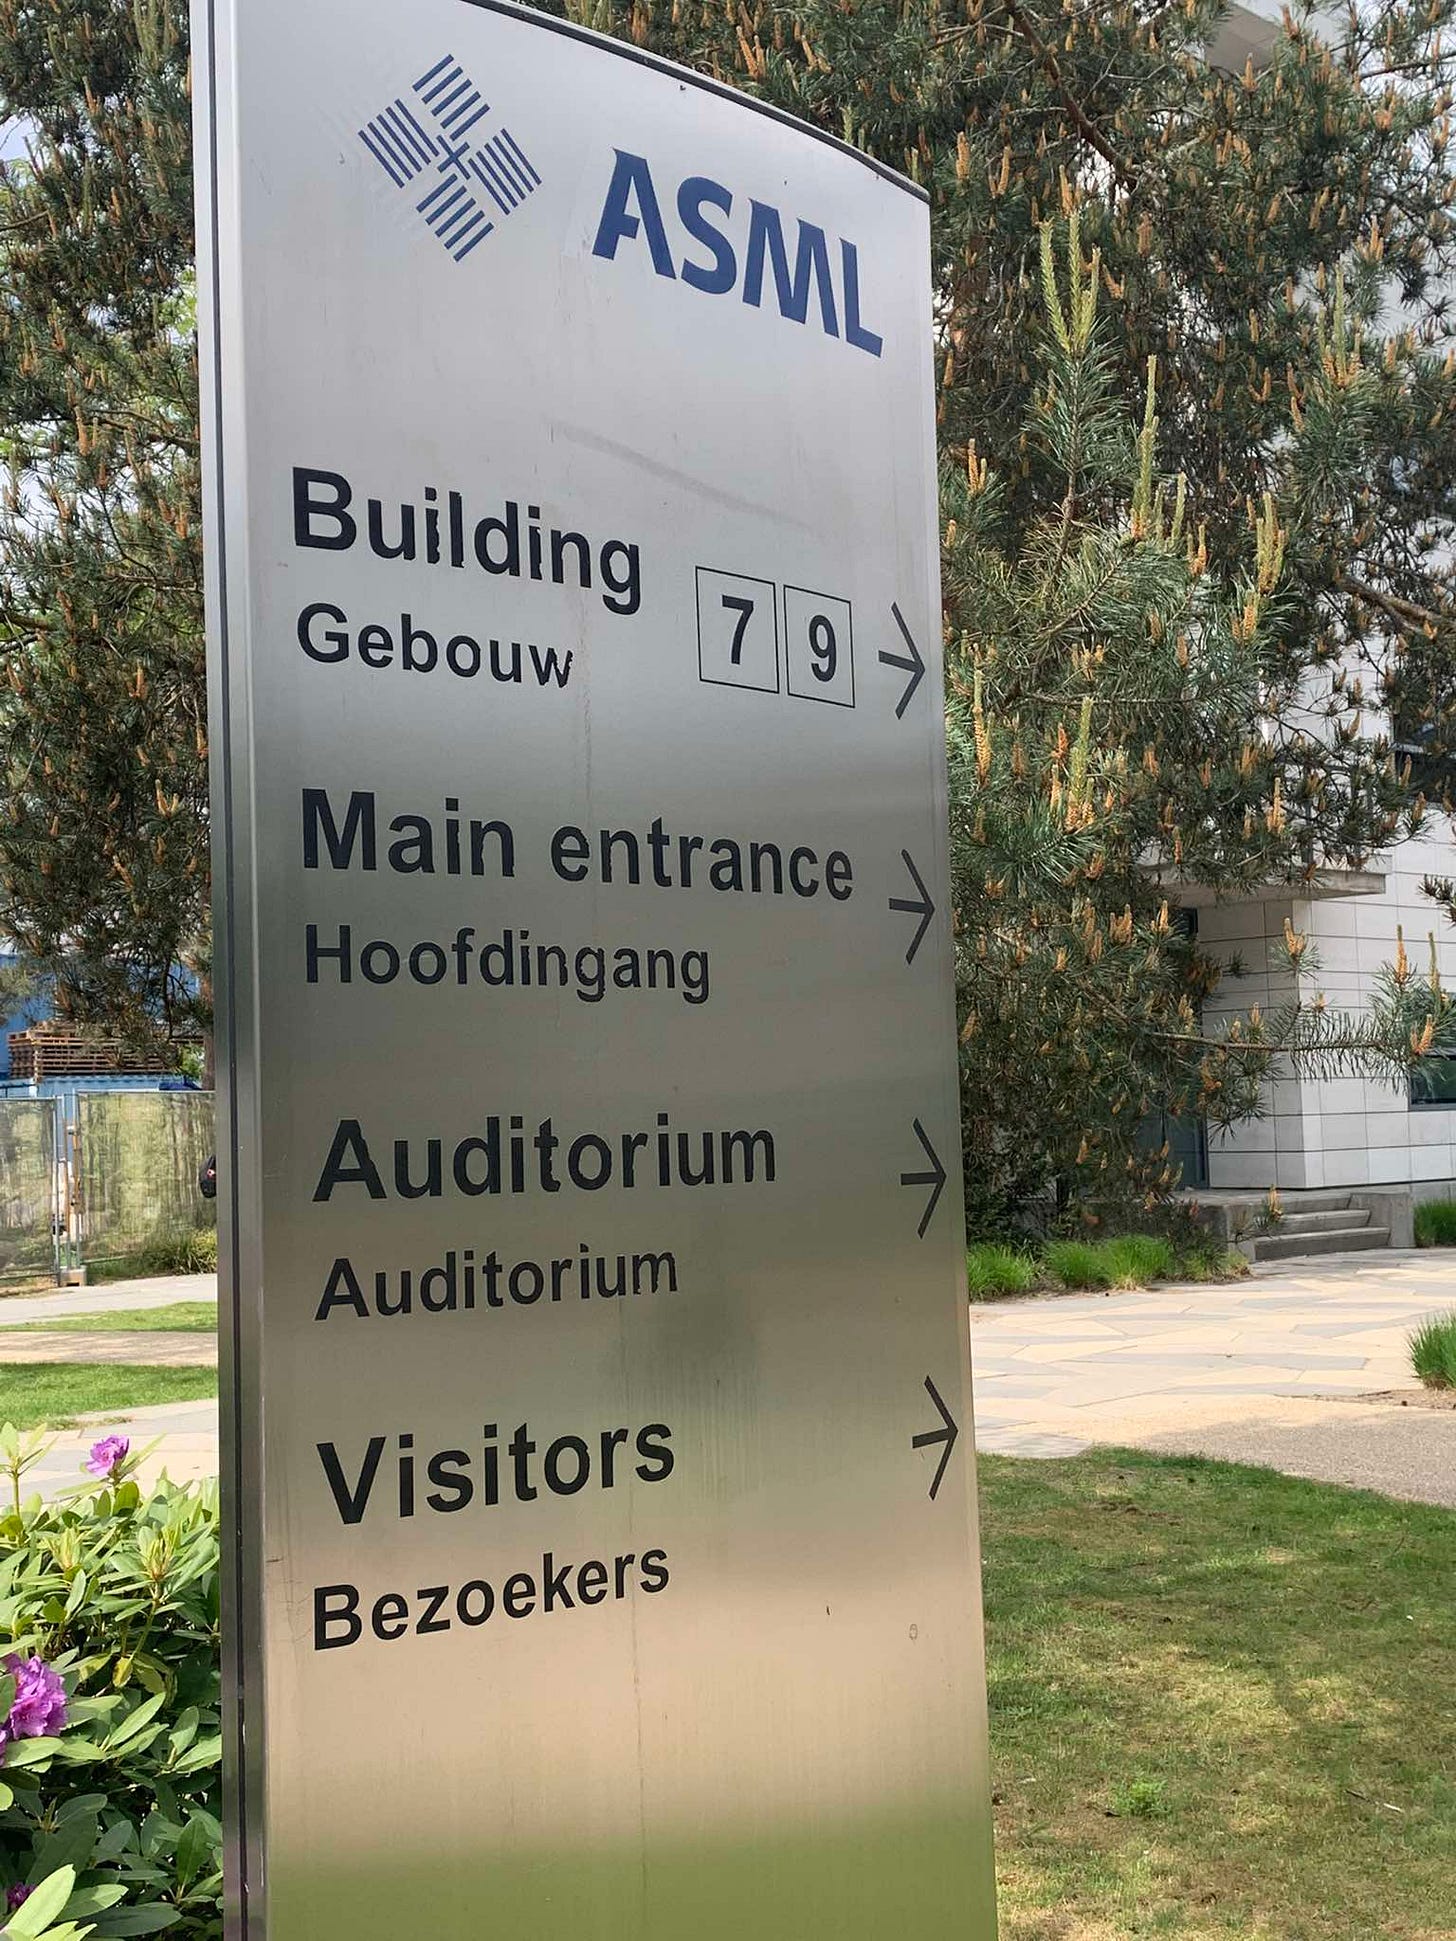 ASML
Building
Gebouw
7 9
Main entrance
Hoofdingang
Auditorium
Auditorium
Visitors
Bezoekers